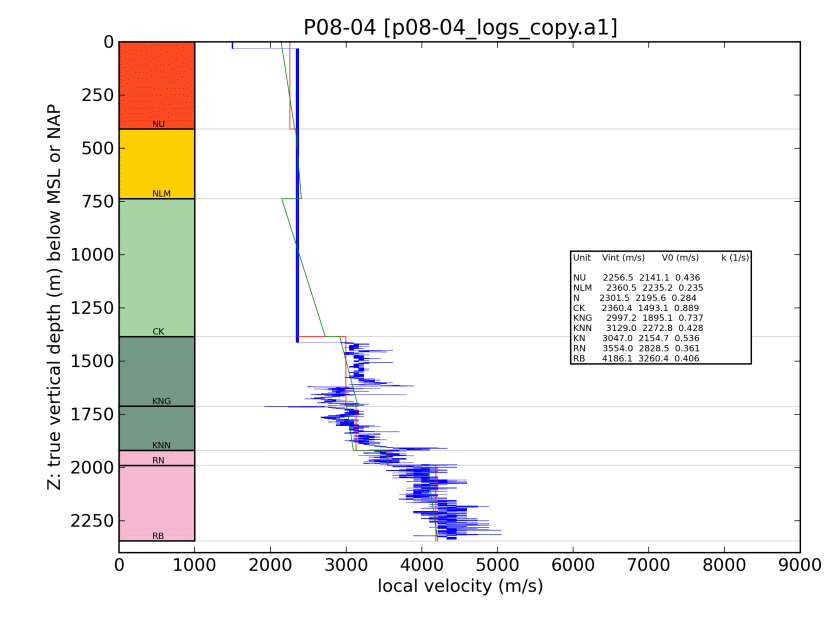 P08-04 [p08-04_logs_copy.a1]
Z: true vertical depth (m) below MSL or NAP
0
250
500
750
1000
1250
1500
1750
2000
2250
NU
NLM
CK
KNG
KNN
RN
RB
Unit Vint (m/s) V0 (m/s) k (1/s)
NU 2256.5 2141.1 0.436
NLM 2360.5 2235.2 0.235
N 2301.5 2195.6 0.284
CK 2360.4 1493.1 0.889
KNG 2997.2 1895.1 0.737
KNN 3129.0 2272.8 0.428
KN 3047.0 2154.7 0.536
RN 3554.0 2828.5 0.361
RB 4186.1 3260.4 0.406
0 1000 2000 3000 4000 5000 6000 7000 8000 9000
local velocity (m/s)